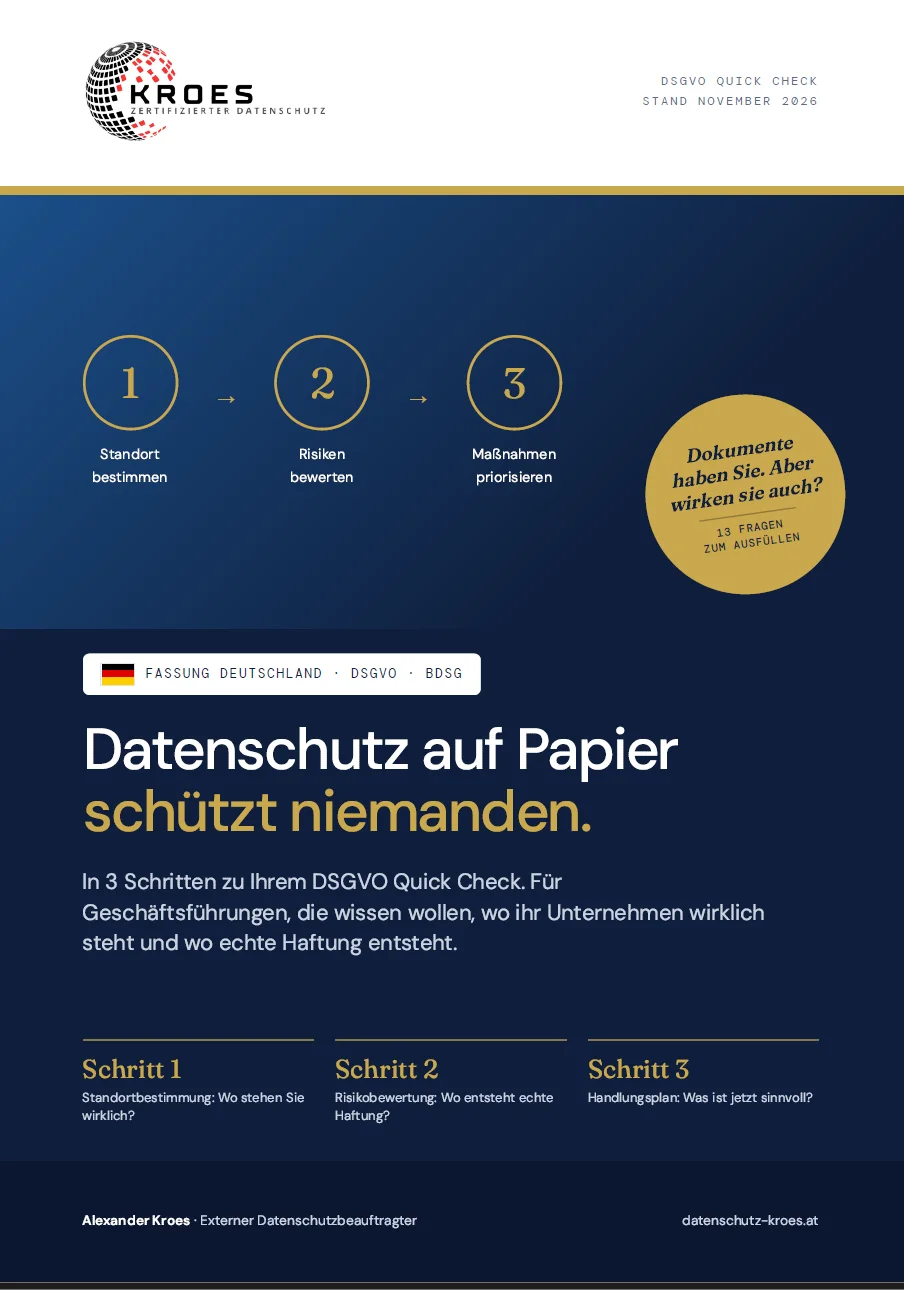 KROES
ZERTIFIZIERTER DATENSCHUTZ
DSGVO QUICK CHECK
STAND NOVEMBER 2026
1
→
2
→
3
Standort
bestimmen
Risiken
bewerten
Maßnahmen
priorisieren
Dokumente
haben Sie. Aber
wirken sie auch?
13 FRAGEN
ZUM AUSFÜLLEN
FASSUNG DEUTSCHLAND · DSGVO · BDSG
Datenschutz auf Papier
schützt niemanden.
In 3 Schritten zu Ihrem DSGVO Quick Check. Für
Geschäftsführungen, die wissen wollen, wo ihr Unternehmen wirklich
steht und wo echte Haftung entsteht.
Schritt 1
Standortbestimmung: Wo stehen Sie
wirklich?
Schritt 2
Risikobewertung: Wo entsteht echte
Haftung?
Schritt 3
Handlungsplan: Was ist jetzt sinnvoll?
Alexander Kroes · Externer Datenschutzbeauftragter
datenschutz-kroes.at